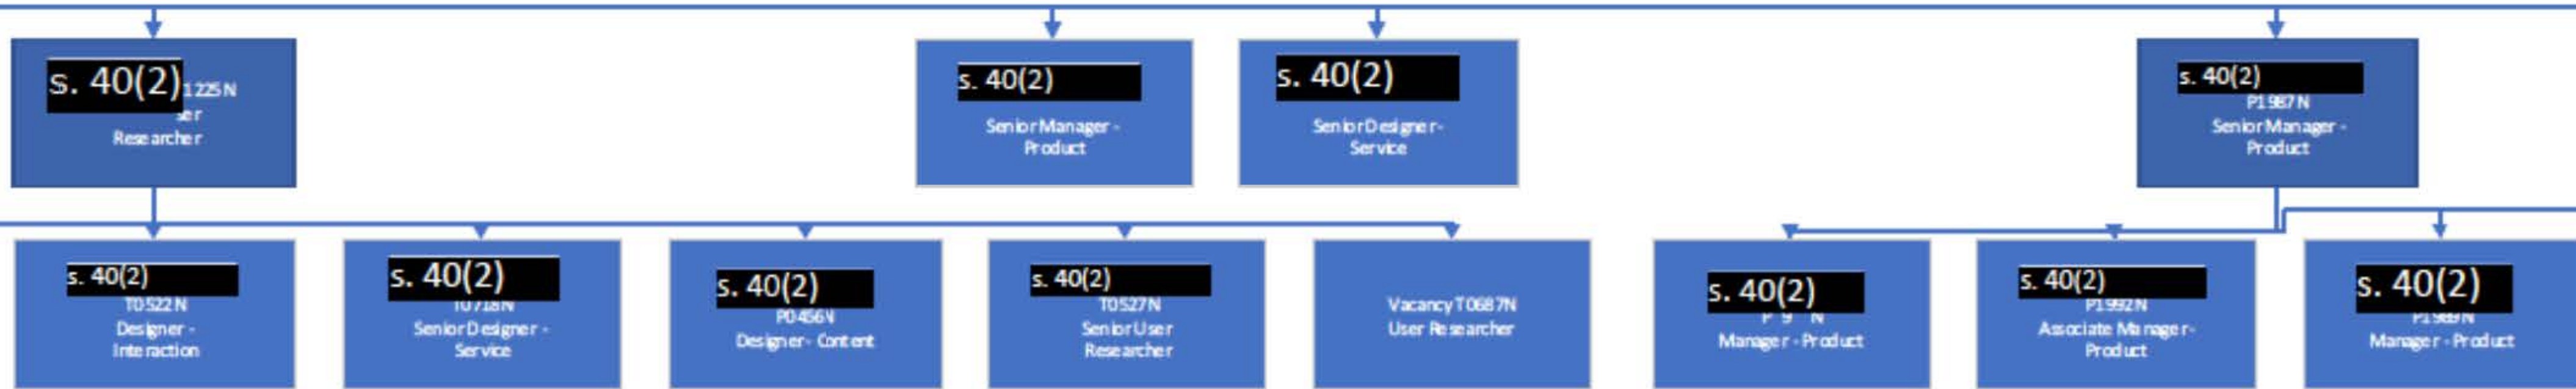 s. 40(2)
1225N
Researcher
s. 40(2)
Senior Manager -
Product
s. 40(2)
Senior Designer-
Service
s. 40(2)
P1987N
Senior Manager -
Product
s. 40(2)
T0522N
Designer -
Interaction
s. 40(2)
T0718N
Senior Designer -
Service
s. 40(2)
P0456N
Designer- Content
s. 40(2)
T0527N
Senior User
Researcher
Vacancy T0687N
User Researcher
s. 40(2)
Manager - Product
s. 40(2)
P1992N
Associate Manager-
Product
s. 40(2)
P1989N
Manager - Product